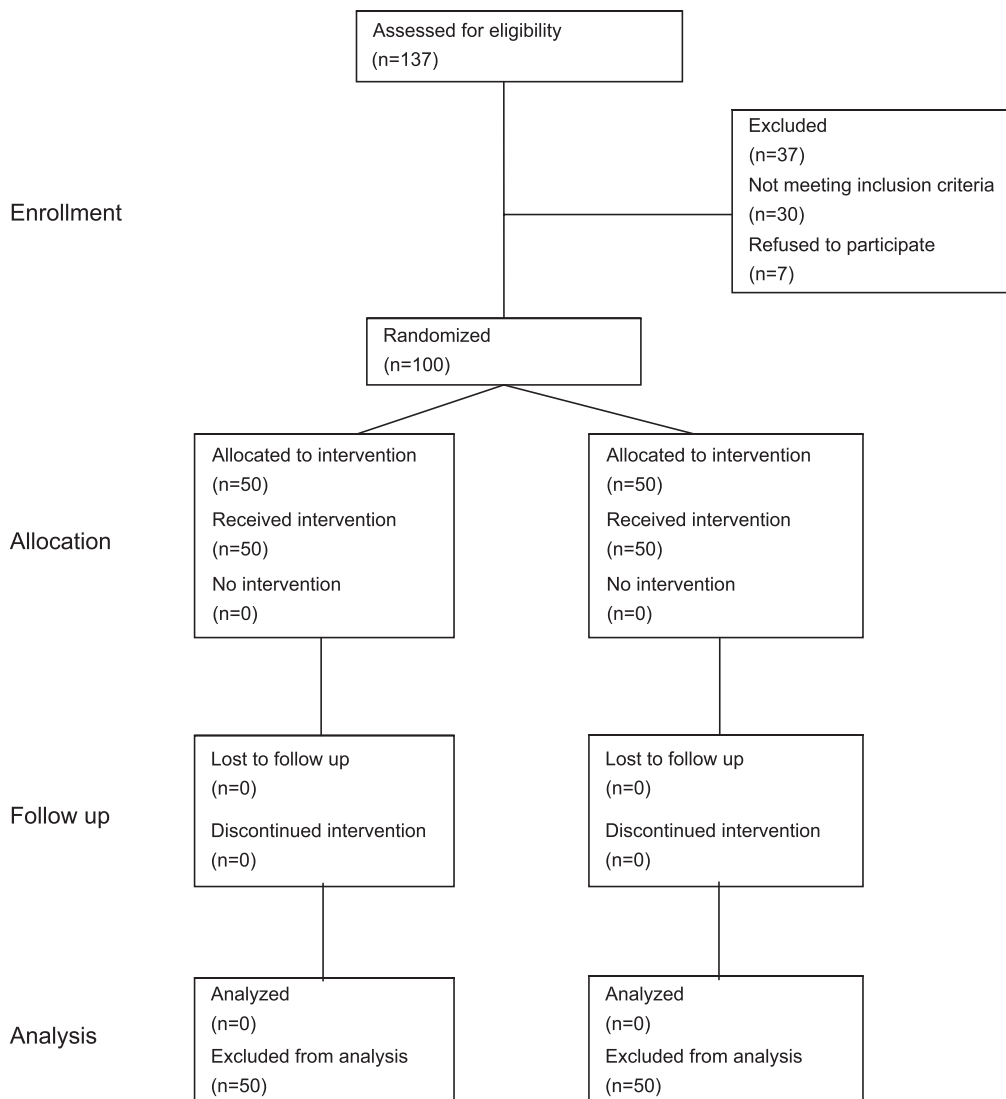 Assessed for eligibility
(n=137)
Excluded
(n=37)
Not meeting inclusion criteria
(n=30)
Refused to participate
(n=7)
Enrollment
Randomized
(n=100)
Allocation
Allocated to intervention
(n=50)
Received intervention
(n=50)
No intervention
(n=0)
Allocated to intervention
(n=50)
Received intervention
(n=50)
No intervention
(n=0)
Follow up
Lost to follow up
(n=0)
Discontinued intervention
(n=0)
Lost to follow up
(n=0)
Discontinued intervention
(n=0)
Analysis
Analyzed
(n=0)
Excluded from analysis
(n=50)
Analyzed
(n=0)
Excluded from analysis
(n=50)